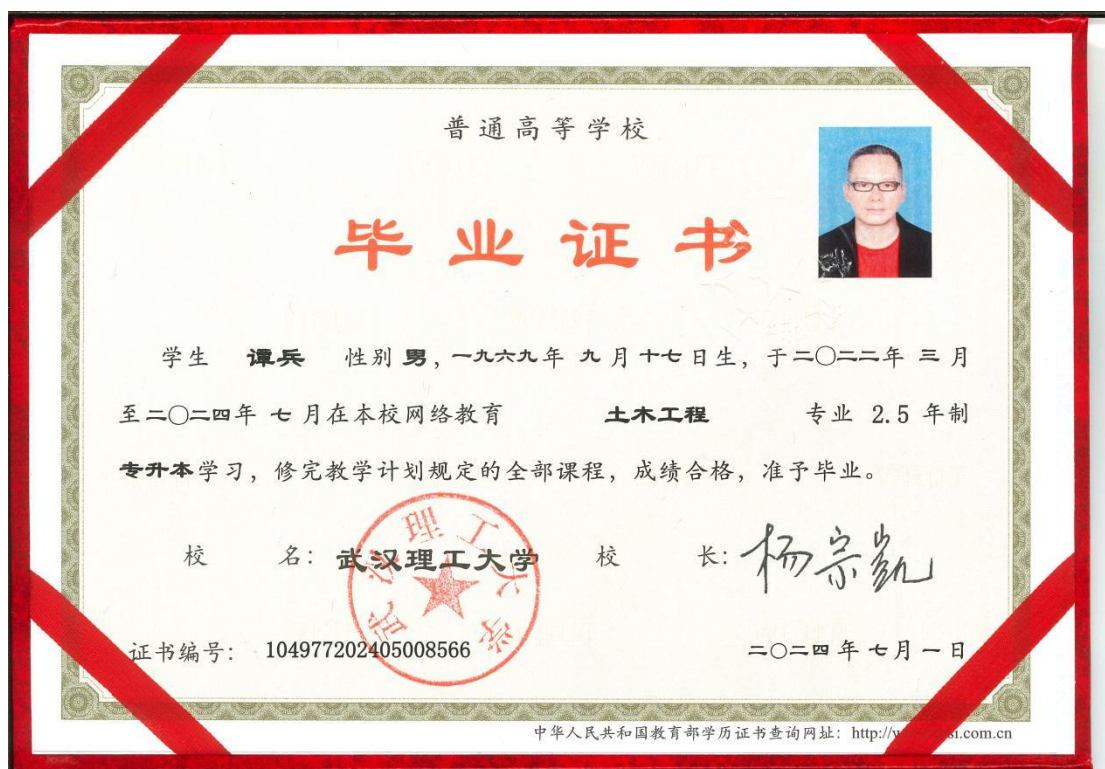 普通高等学校
毕业证书
学生 谭兵 性别 男，一九六九年 九 月 十七 日生，于二〇二二年 三 月
至二〇二四年 七 月在本校网络教育 土木工程 专业 2.5 年制
专升本学习，修完教学计划规定的全部课程，成绩合格，准予毕业。
校 名：武汉理工大学 校 长：杨宗凯
武汉理工大学
证书编号：104977202405008566 二〇二四年七月一日
中华人民共和国教育部学历证书查询网址：http://w si.com.cn